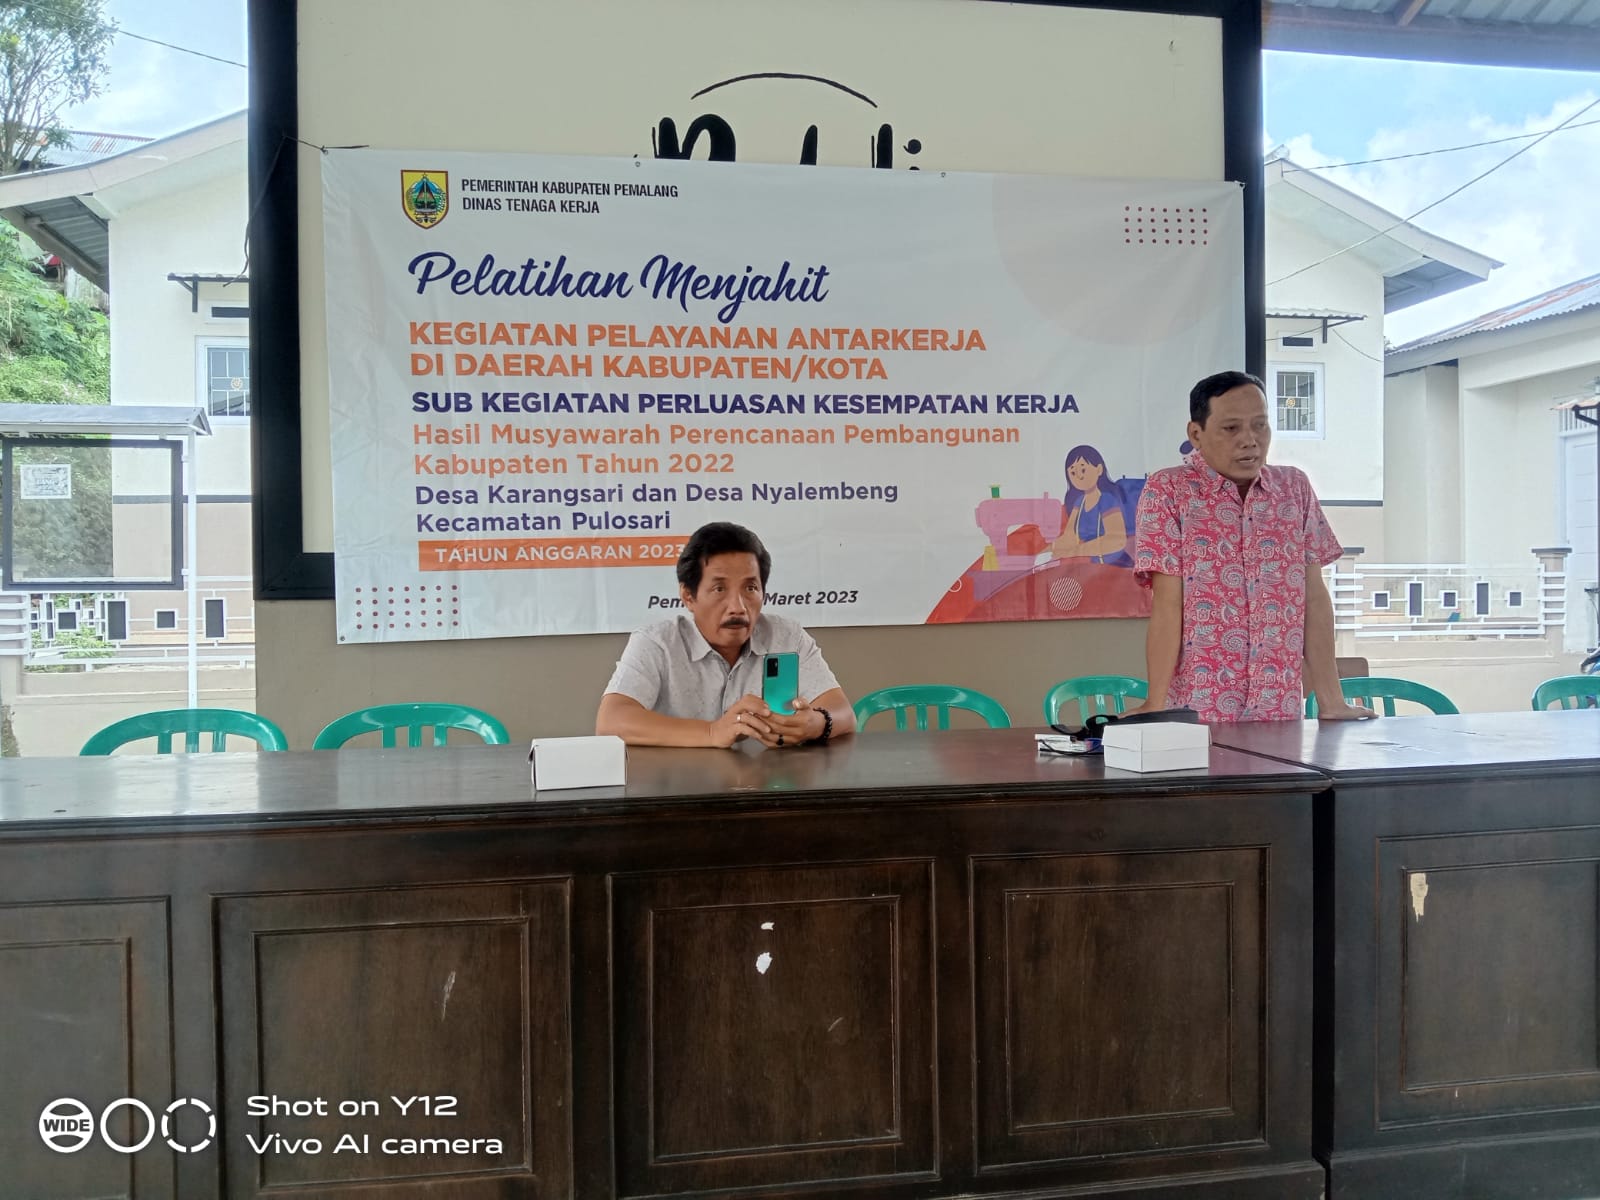 PEMERINTAH KABUPATEN PEMALANG
DINAS TENAGA KERJA
Pelatihan Menjahit
KEGIATAN PELAYANAN ANTARKERJA
DI DAERAH KABUPATEN/KOTA
SUB KEGIATAN PERLUASAN KESEMPATAN KERJA
Hasil Musyawarah Perencanaan Pembangunan
Kabupaten Tahun 2022
Desa Karangsari dan Desa Nyalembeng
Kecamatan Pulosari
TAHUN ANGGARAN 2023
Maret 2023
WIDE
Shot on Y12
Vivo AI camera